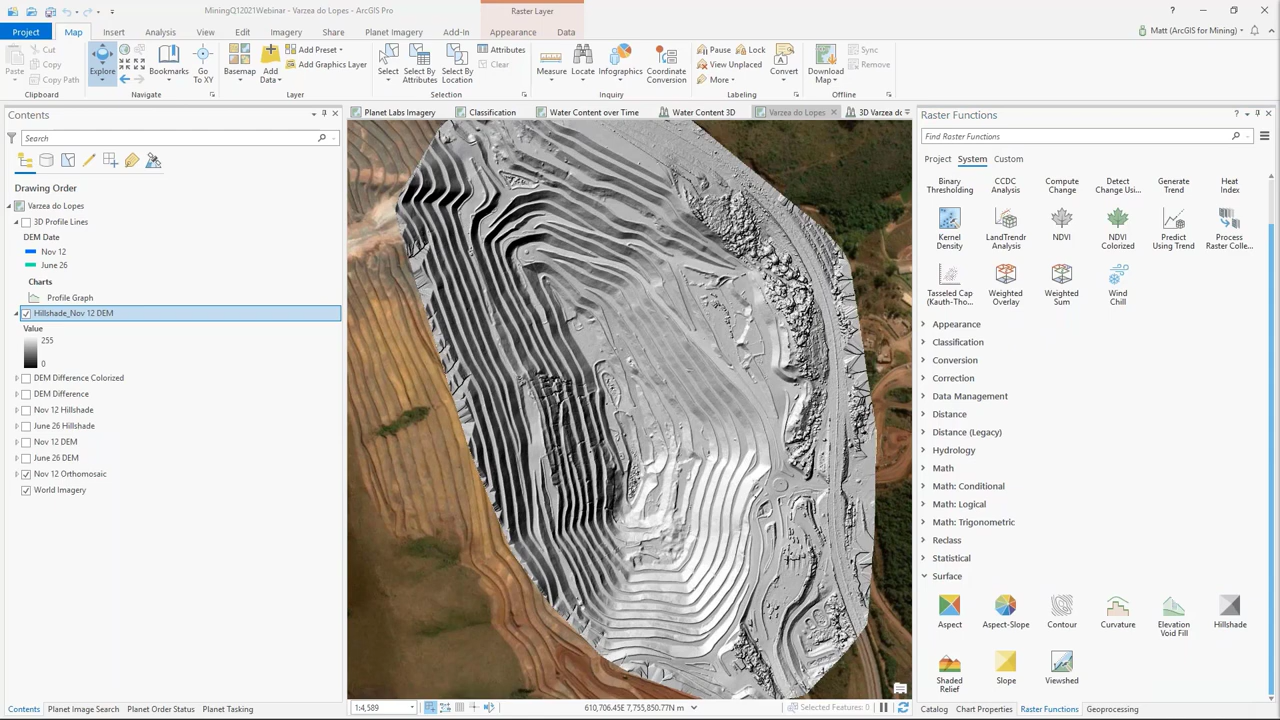 MiningQ12021Webinar - Varzea do Lopes - ArcGIS Pro
Raster Layer
?
Project
Map
Insert
Analysis
View
Edit
Imagery
Share
Planet Imagery
Add-In
Appearance
Data
Matt (ArcGIS for Mining)
Paste
Cut
Copy
Copy Path
Clipboard
Explore
Bookmarks
Go To XY
Navigate
Basemap
Add Data
Add Preset
Add Graphics Layer
Layer
Select
Select By Attributes
Select By Location
Attributes
Clear
Selection
Measure
Locate
Infographics
Coordinate Conversion
Inquiry
Pause
Lock
View Unplaced
More
Convert
Labeling
Download Map
Sync
Remove
Offline
Contents
Search
Drawing Order
Varzea do Lopes
3D Profile Lines
DEM Date
Nov 12
June 26
Charts
Profile Graph
Hillshade_Nov 12 DEM
Value
255
0
DEM Difference Colorized
DEM Difference
Nov 12 Hillshade
June 26 Hillshade
Nov 12 DEM
June 26 DEM
Nov 12 Orthomosaic
World Imagery
Contents
Planet Image Search
Planet Order Status
Planet Tasking
Planet Labs Imagery
Classification
Water Content over Time
Water Content 3D
Varzea do Lopes
3D Varzea do
1:4,589
610,706.45E 7,755,850.77N m
Selected Features: 0
Raster Functions
?
Find Raster Functions
Project
System
Custom
Binary Thresholding
CCDC Analysis
Compute Change
Detect Change Usi...
Generate Trend
Heat Index
Kernel Density
LandTrendr Analysis
NDVI
NDVI Colorized
Predict Using Trend
Process Raster Colle...
Tasseled Cap (Kauth-Tho...
Weighted Overlay
Weighted Sum
Wind Chill
Appearance
Classification
Conversion
Correction
Data Management
Distance
Distance (Legacy)
Hydrology
Math
Math: Conditional
Math: Logical
Math: Trigonometric
Reclass
Statistical
Surface
Aspect
Aspect-Slope
Contour
Curvature
Elevation Void Fill
Hillshade
Shaded Relief
Slope
Viewshed
Catalog
Chart Properties
Raster Functions
Geoprocessing